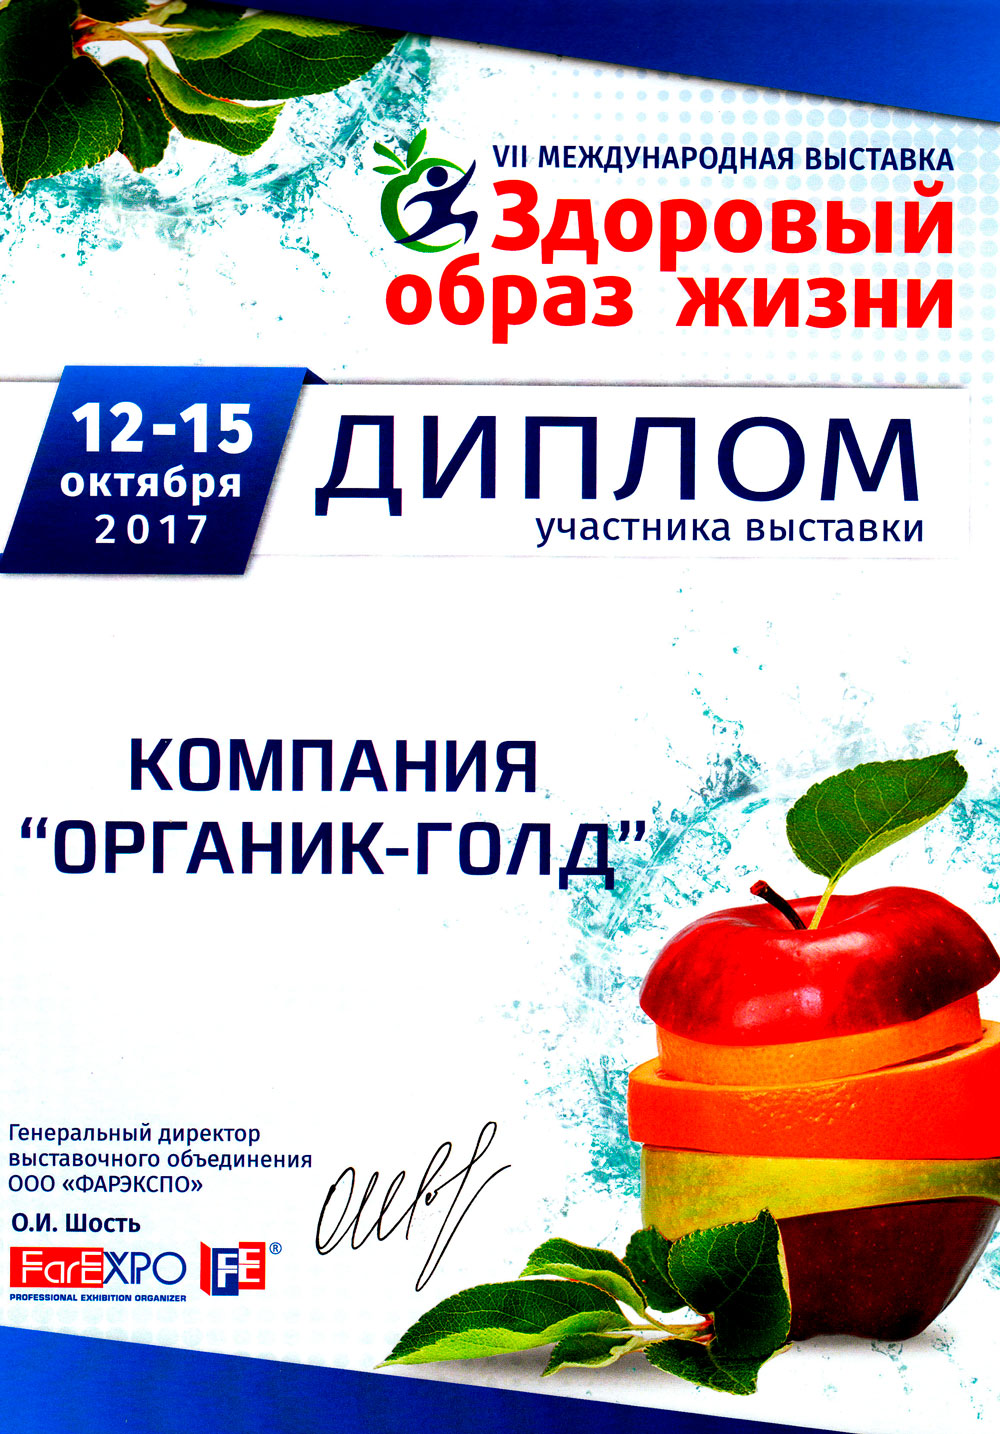 VII МЕЖДУНАРОДНАЯ ВЫСТАВКА
Здоровый
образ жизни
12-15
октября
2017
ДИПЛОМ
участника выставки
КОМПАНИЯ
“ОРГАНИК-ГОЛД”
Генеральный директор
выставочного объединения
ООО «ФАРЭКСПО»
О.И. Шость
FarEXPO FE®
PROFESSIONAL EXHIBITION ORGANIZER